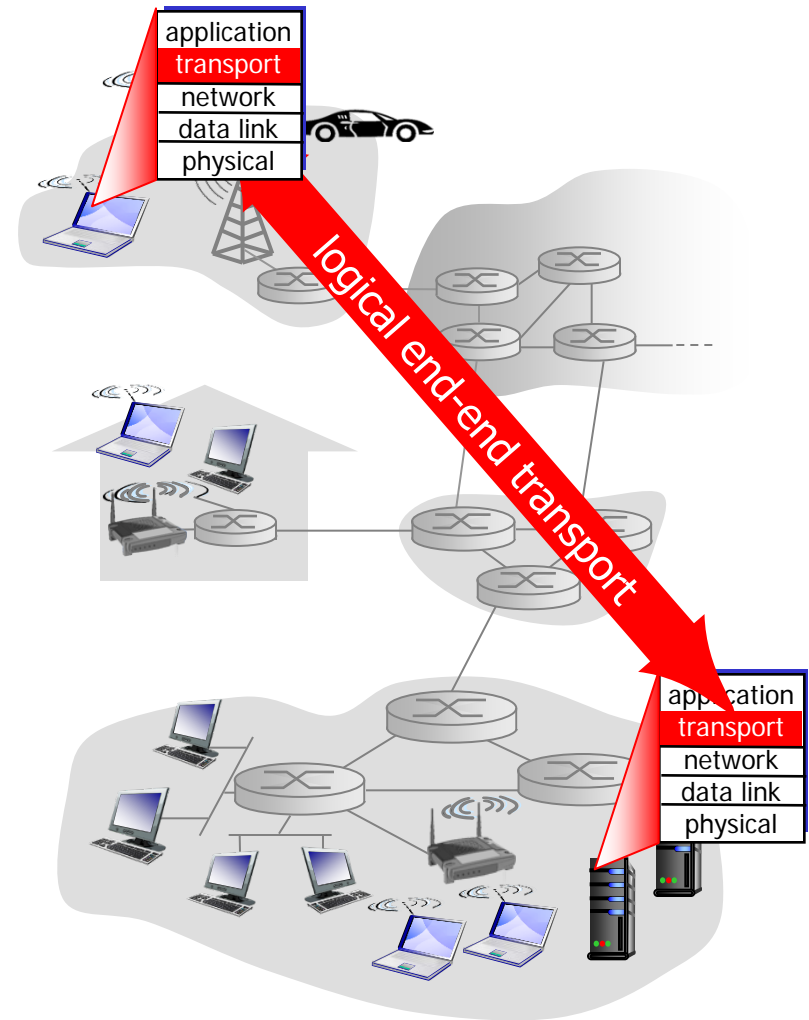 application
transport
network
data link
physical
logical end-end transport
application
transport
network
data link
physical